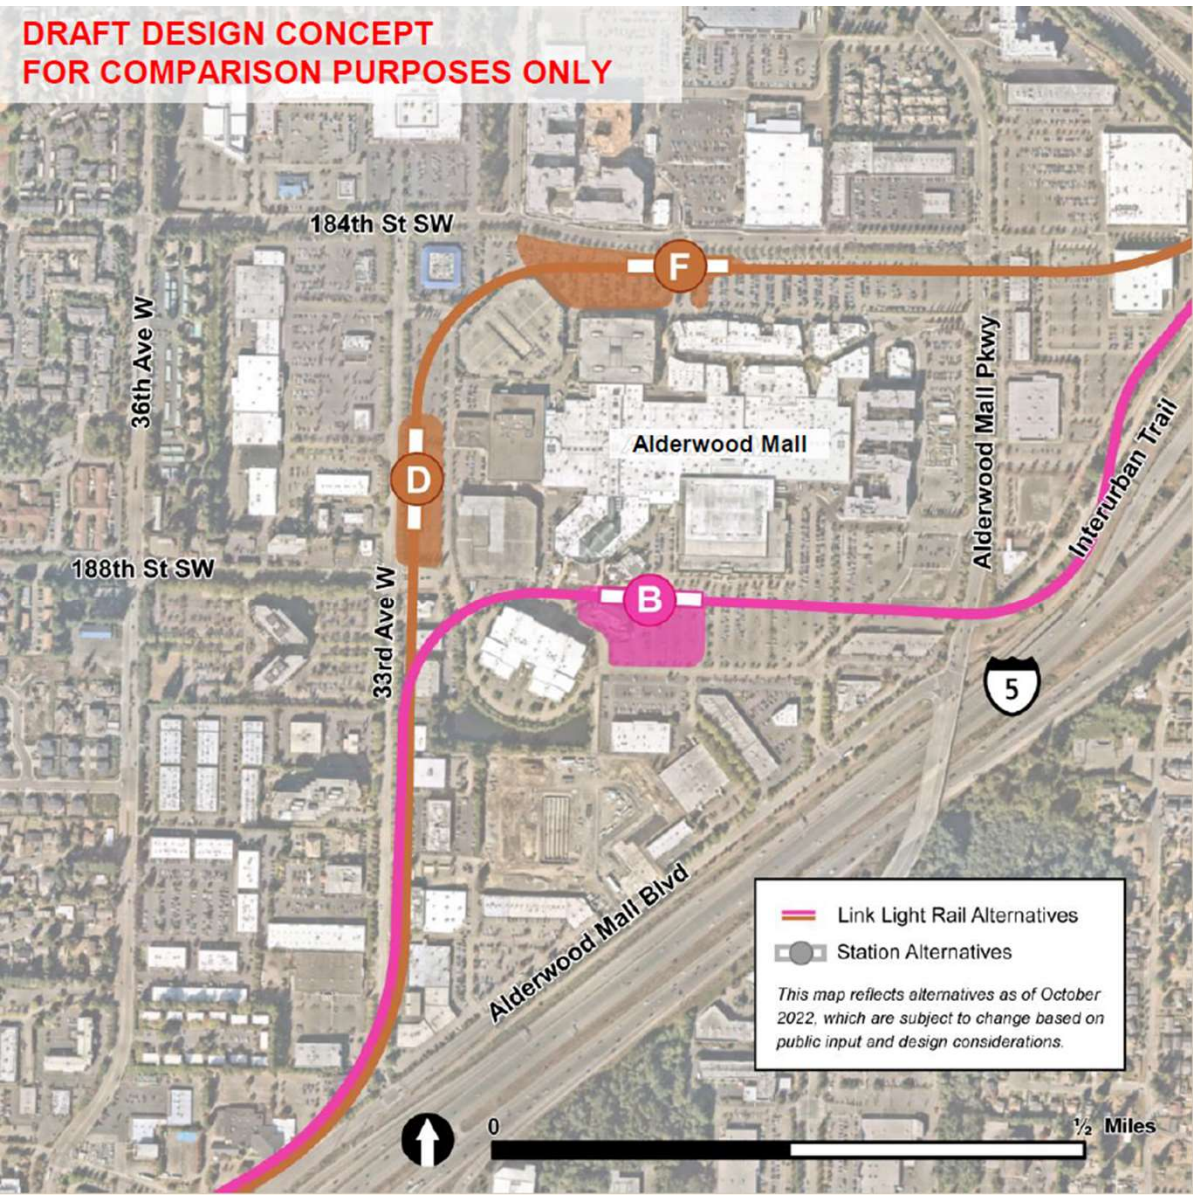 DRAFT DESIGN CONCEPT
FOR COMPARISON PURPOSES ONLY
184th St SW
F
36th Ave W
Alderwood Mall Pkwy
Alderwood Mall
Interurban Trail
D
188th St SW
33rd Ave W
B
5
Alderwood Mall Blvd
Link Light Rail Alternatives
Station Alternatives
This map reflects alternatives as of October
2022, which are subject to change based on
public input and design considerations.
0
½ Miles